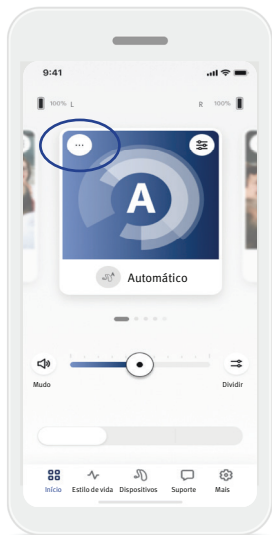 9:41
100% L R 100%
...
A
Automático
Mudo Dividir
Início Estilo de vida Dispositivos Suporte Mais